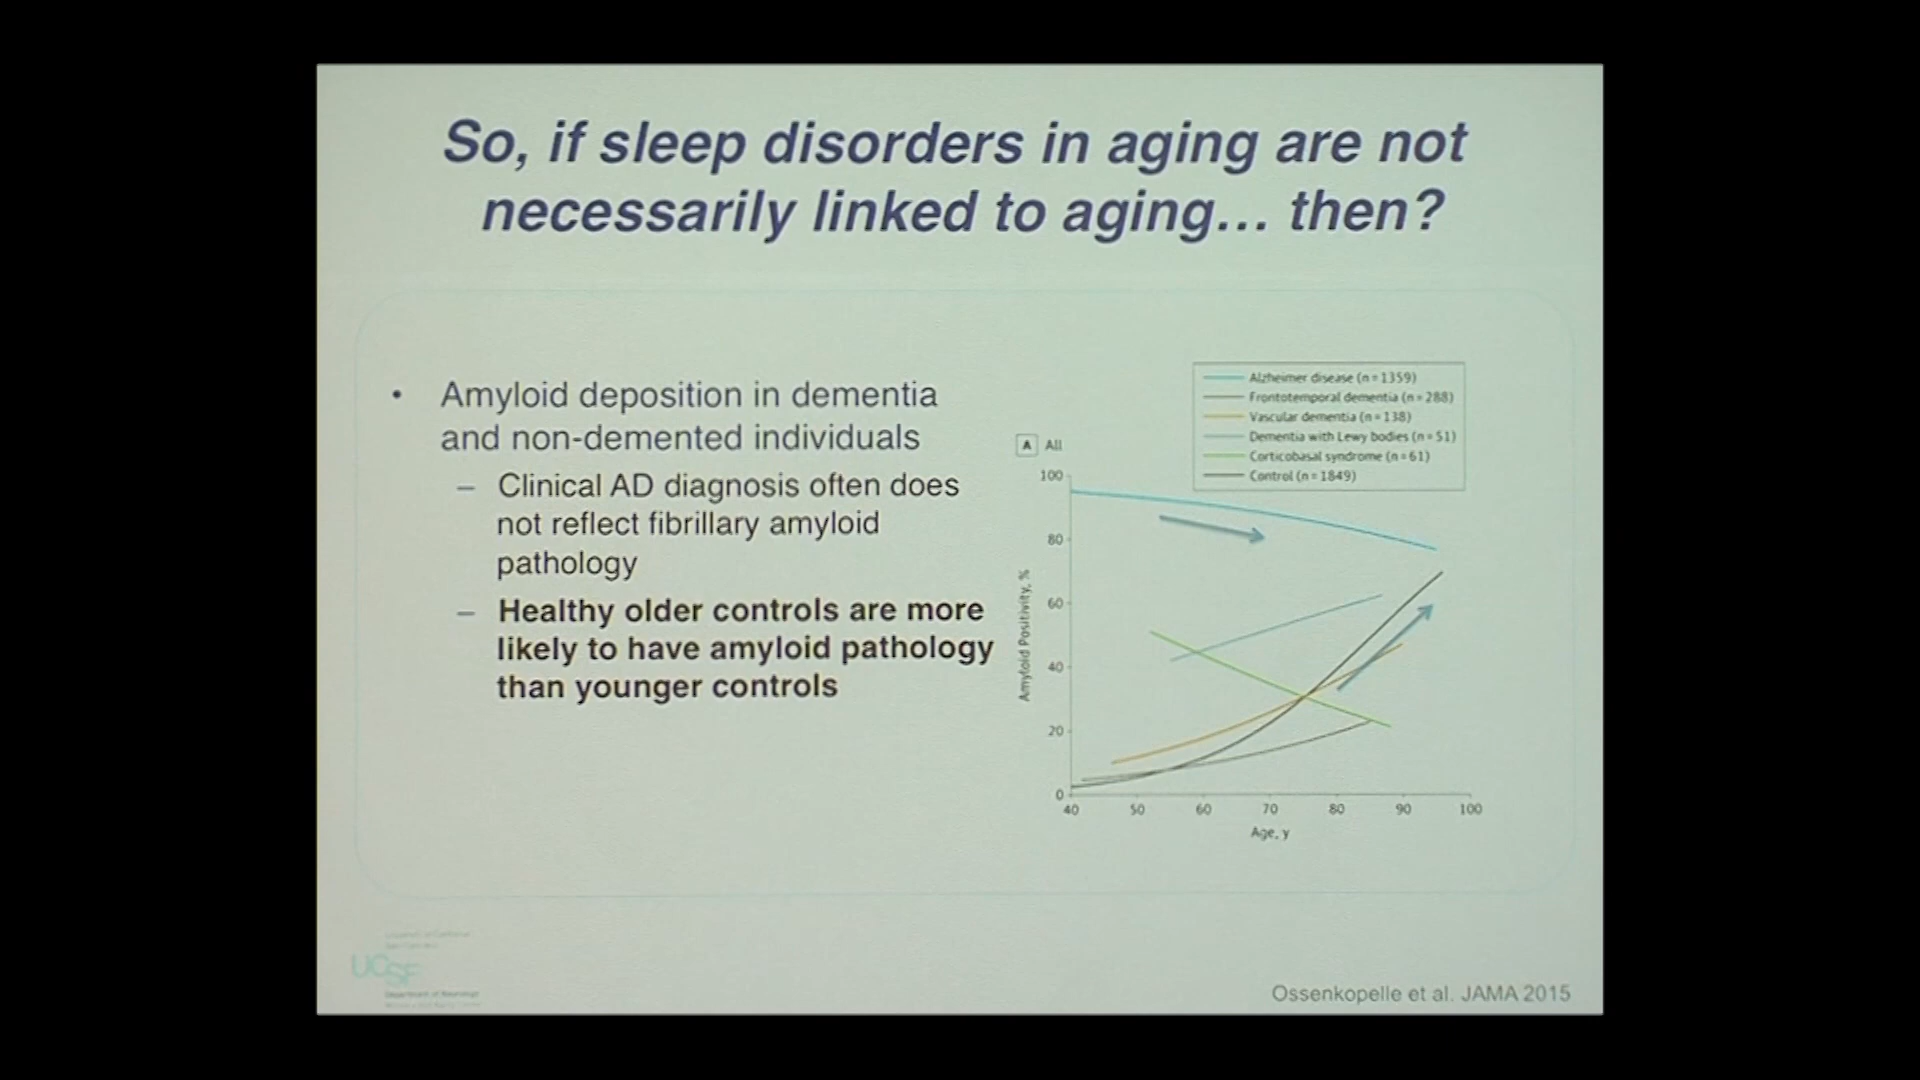 So, if sleep disorders in aging are not
necessarily linked to aging... then?
• Amyloid deposition in dementia
and non-demented individuals
– Clinical AD diagnosis often does
not reflect fibrillary amyloid
pathology
– Healthy older controls are more
likely to have amyloid pathology
than younger controls
Alzheimer disease (n=1359)
Frontotemporal dementia (n=288)
Vascular dementia (n=138)
Dementia with Lewy bodies (n=51)
Corticobasal syndrome (n=61)
Control (n=1849)
A All
Amyloid Positivity, %
100
80
60
40
20
0
40 50 60 70 80 90 100
Age, y
UCSF
Department of Neurology
Ossenkopelle et al. JAMA 2015